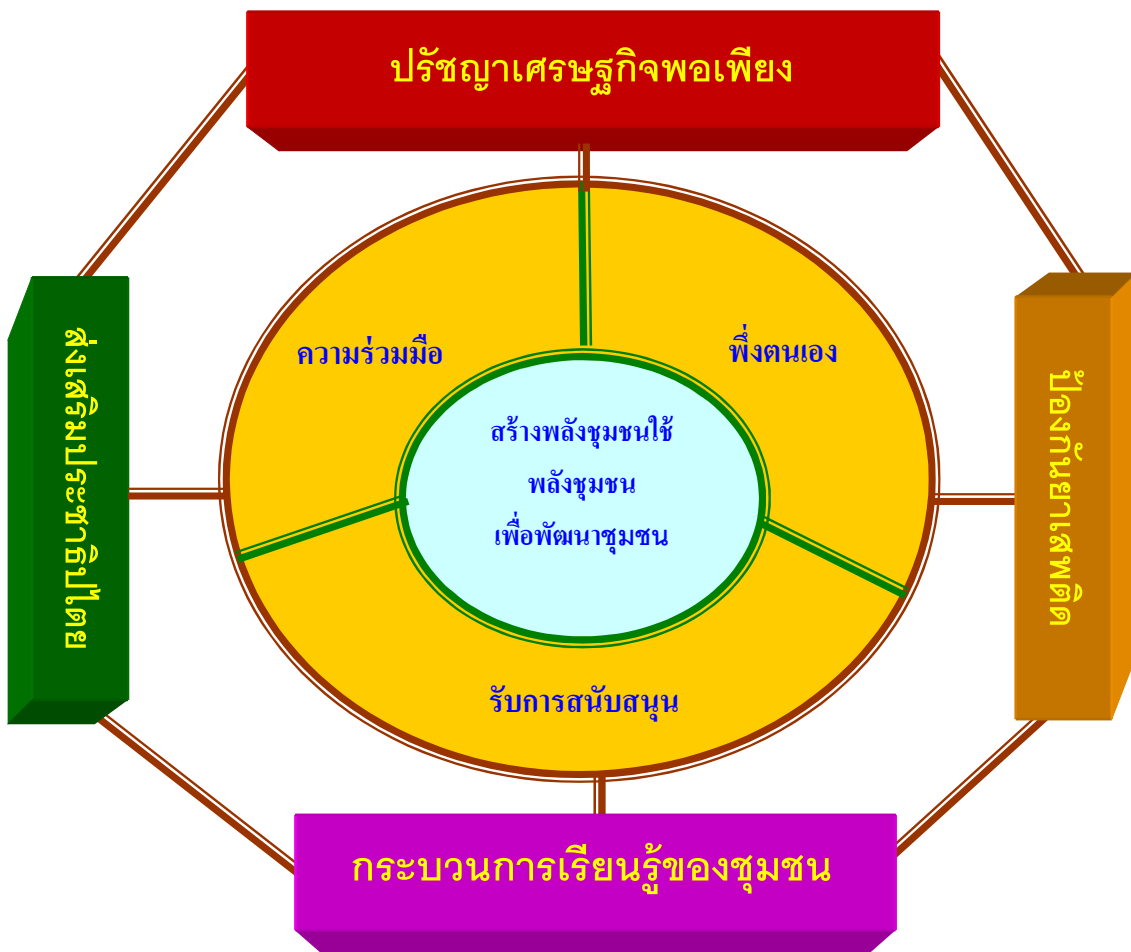 ปรัชญาเศรษฐกิจพอเพียง
ส่งเสริมประชาธิปไตย
ความร่วมมือ
พึ่งตนเอง
ป้องกันยาเสพติด
สร้างพลังชุมชนใช้
พลังชุมชน
เพื่อพัฒนาชุมชน
รับการสนับสนุน
กระบวนการเรียนรู้ของชุมชน